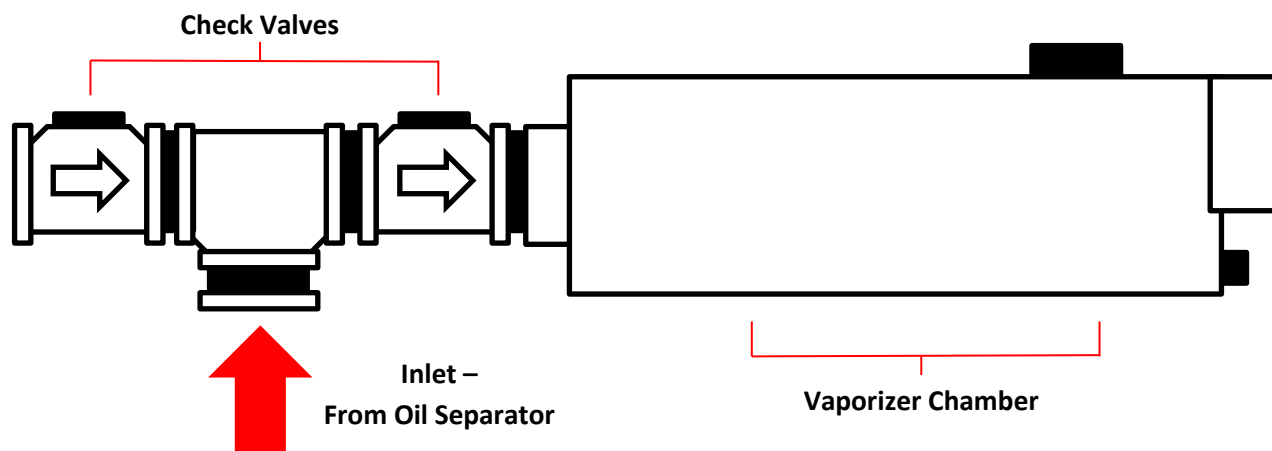 Check Valves
Inlet –
From Oil Separator
Vaporizer Chamber